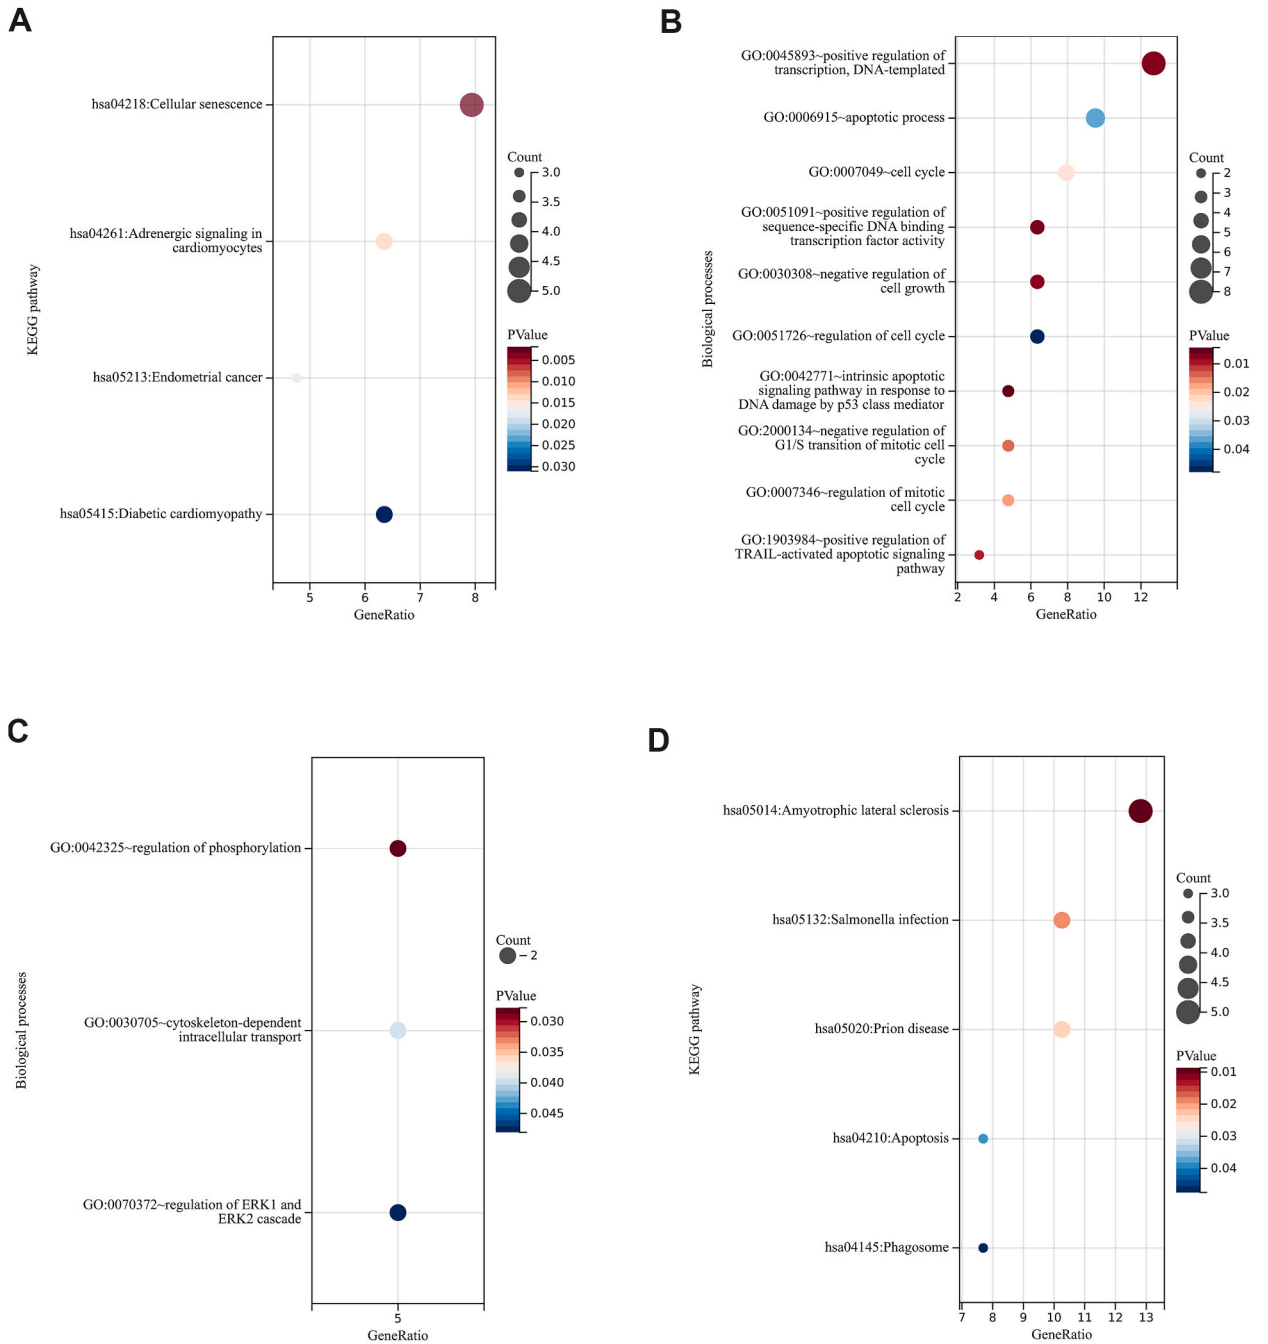 A
hsa04218:Cellular senescence
hsa04261:Adrenergic signaling in
cardiomyocytes
hsa05213:Endometrial cancer
hsa05415:Diabetic cardiomyopathy
KEGG pathway
5 6 7 8
GeneRatio
Count
3.0
3.5
4.0
4.5
5.0
PValue
0.005
0.010
0.015
0.020
0.025
0.030
B
GO:0045893~positive regulation of
transcription, DNA-templated
GO:0006915~apoptotic process
GO:0007049~cell cycle
GO:0051091~positive regulation of
sequence-specific DNA binding
transcription factor activity
GO:0030308~negative regulation of
cell growth
GO:0051726~regulation of cell cycle
GO:0042771~intrinsic apoptotic
signaling pathway in response to
DNA damage by p53 class mediator
GO:2000134~negative regulation of
G1/S transition of mitotic cell
cycle
GO:0007346~regulation of mitotic
cell cycle
GO:1903984~positive regulation of
TRAIL-activated apoptotic signaling
pathway
Biological processes
2 4 6 8 10 12
GeneRatio
Count
2
3
4
5
6
7
8
PValue
0.01
0.02
0.03
0.04
C
GO:0042325~regulation of phosphorylation
GO:0030705~cytoskeleton-dependent
intracellular transport
GO:0070372~regulation of ERK1 and
ERK2 cascade
Biological processes
5
GeneRatio
Count
2
PValue
0.030
0.035
0.040
0.045
D
hsa05014:Amyotrophic lateral sclerosis
hsa05132:Salmonella infection
hsa05020:Prion disease
hsa04210:Apoptosis
hsa04145:Phagosome
KEGG pathway
7 8 9 10 11 12 13
GeneRatio
Count
3.0
3.5
4.0
4.5
5.0
PValue
0.01
0.02
0.03
0.04